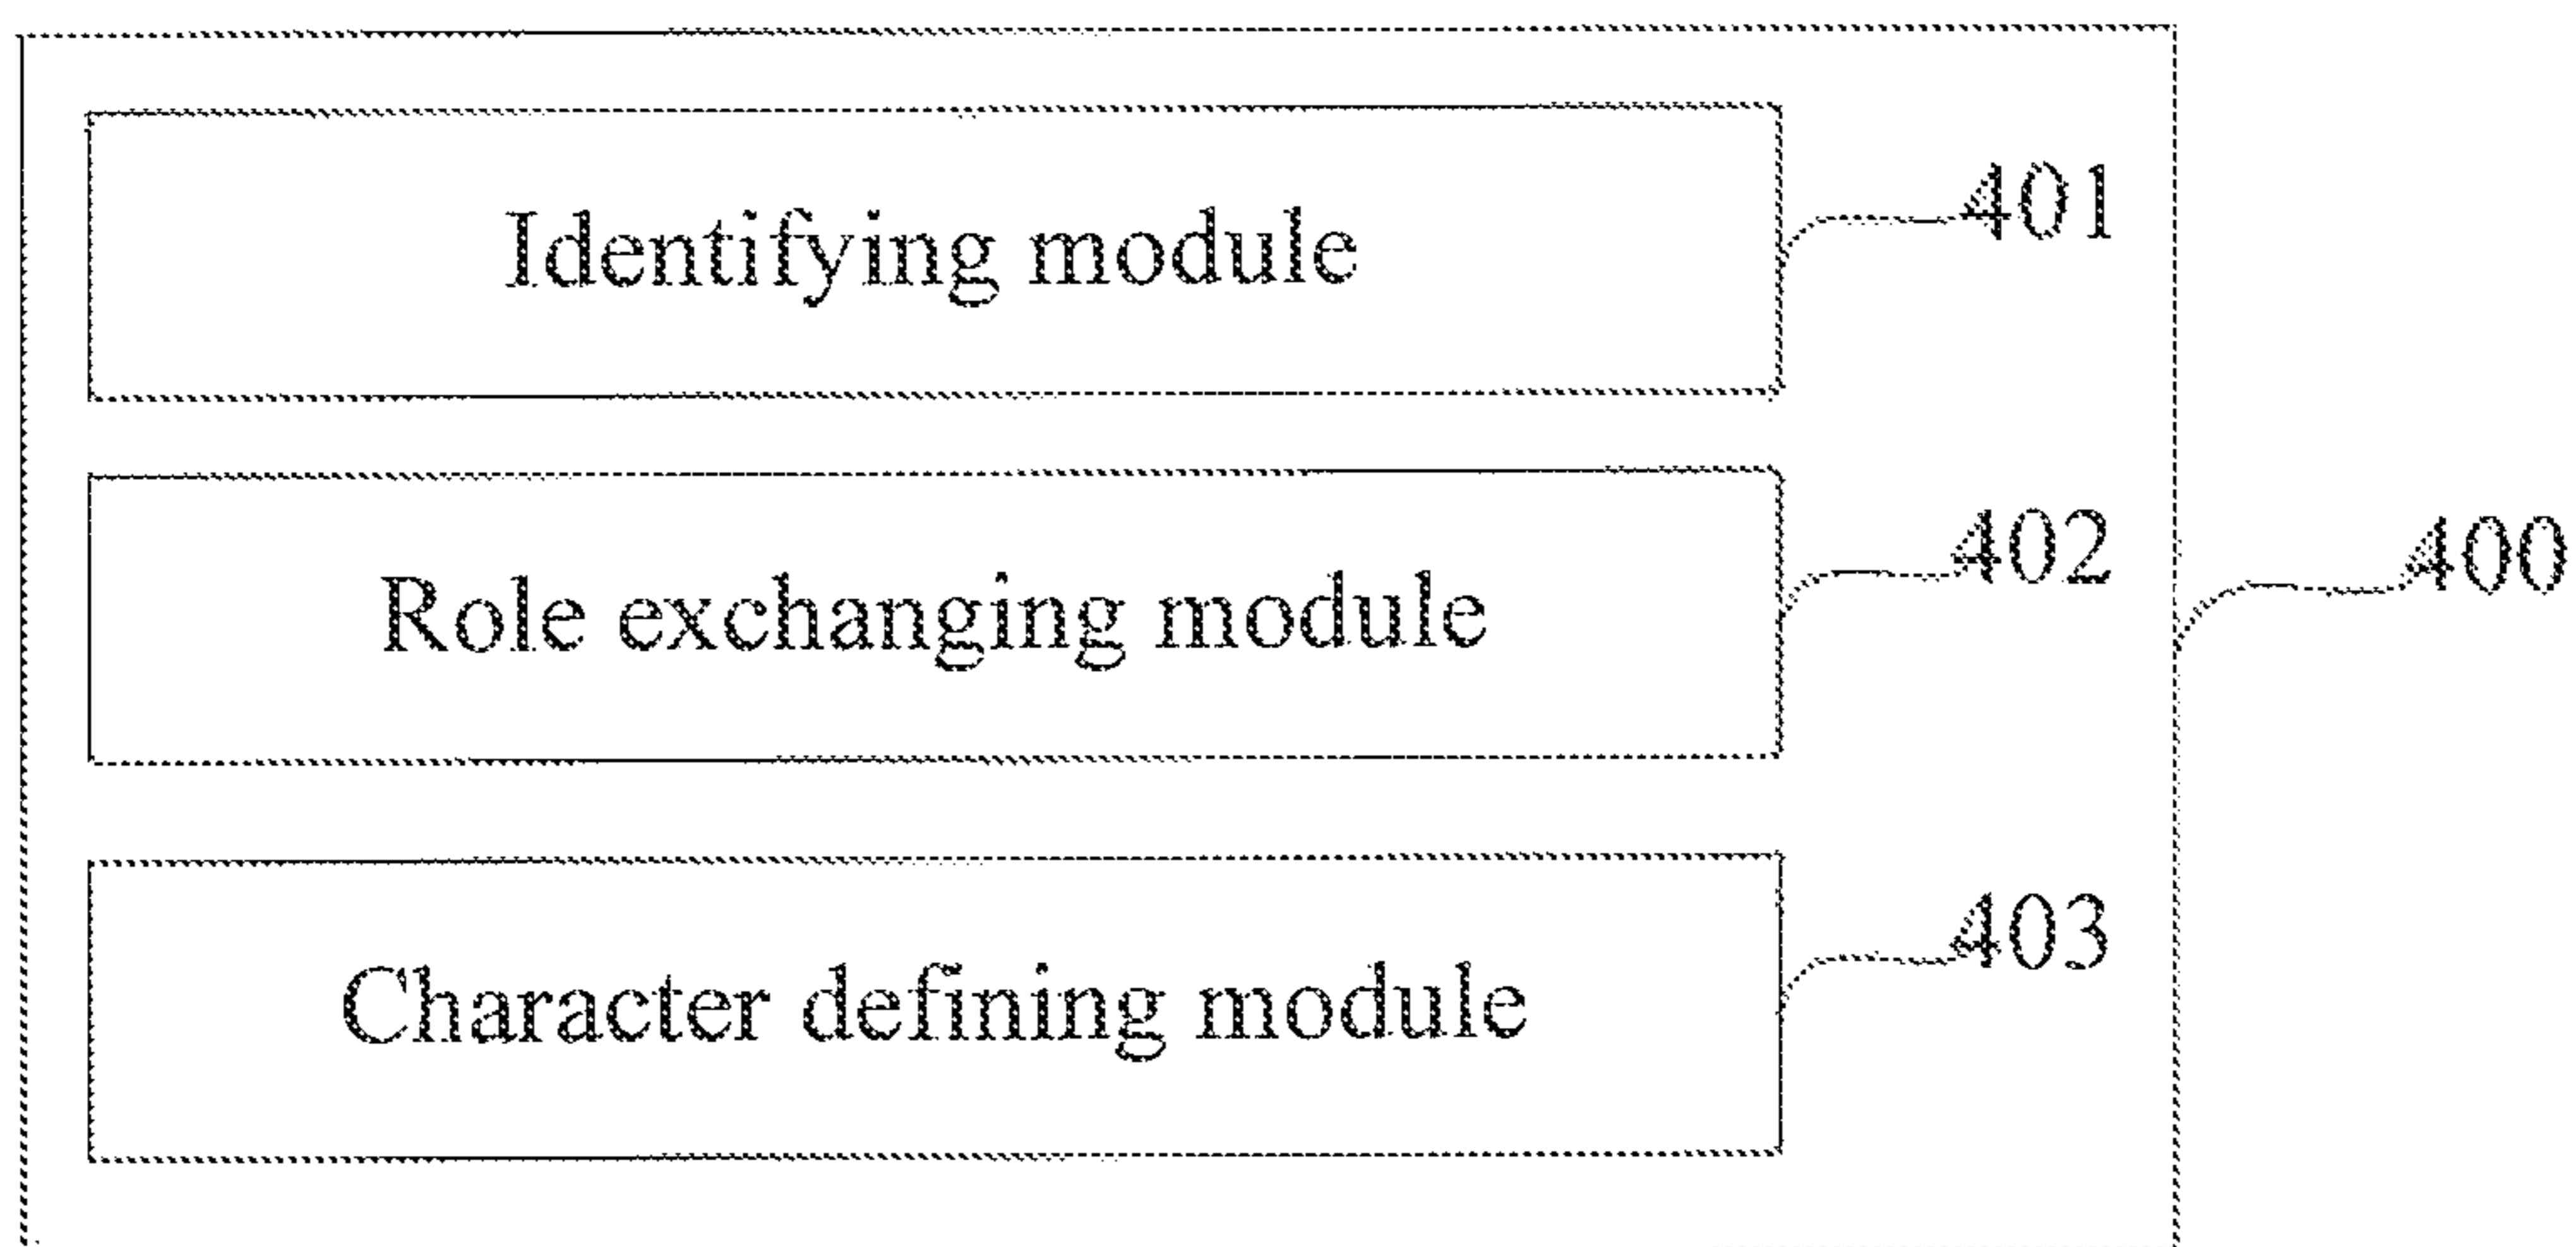 Identifying module
401
Role exchanging module
402
400
Character defining module
403